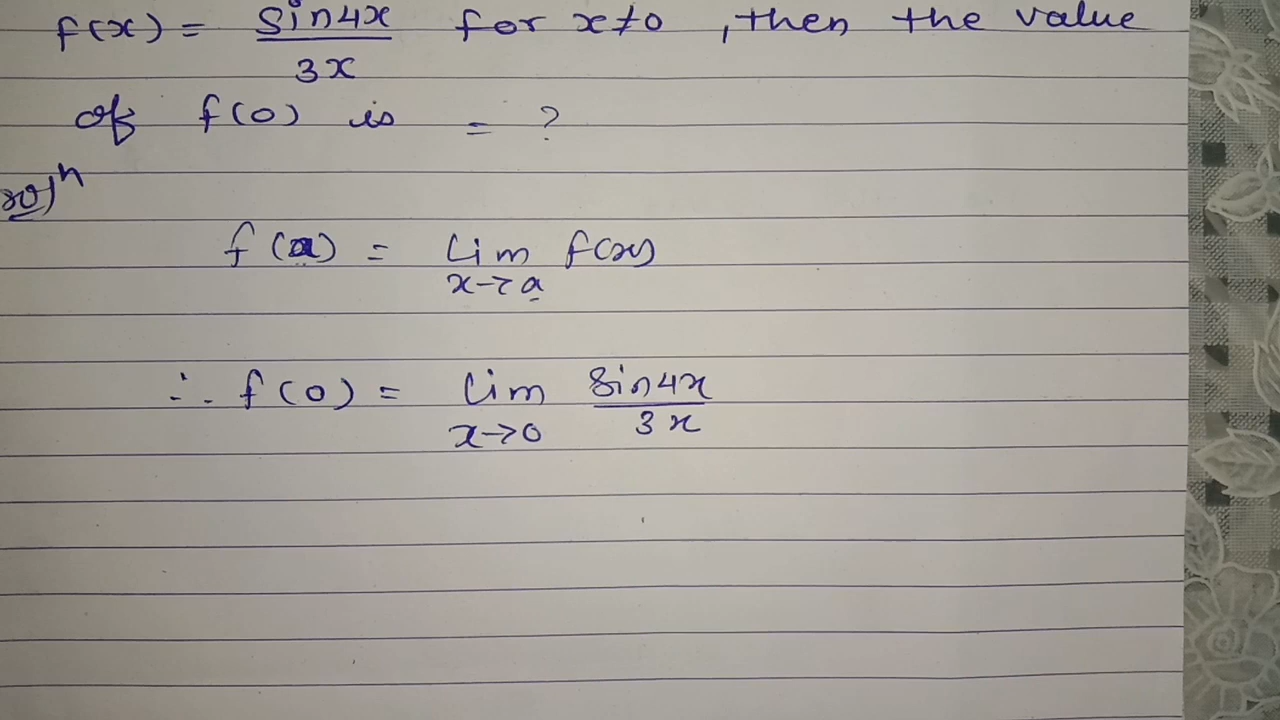 f(x) = sin4x / 3x for x≠0 , then the value
of f(0) is = ?
solⁿ
f(a) = Lim x→a f(x)
∴ f(0) = Lim x→0 sin4x / 3x